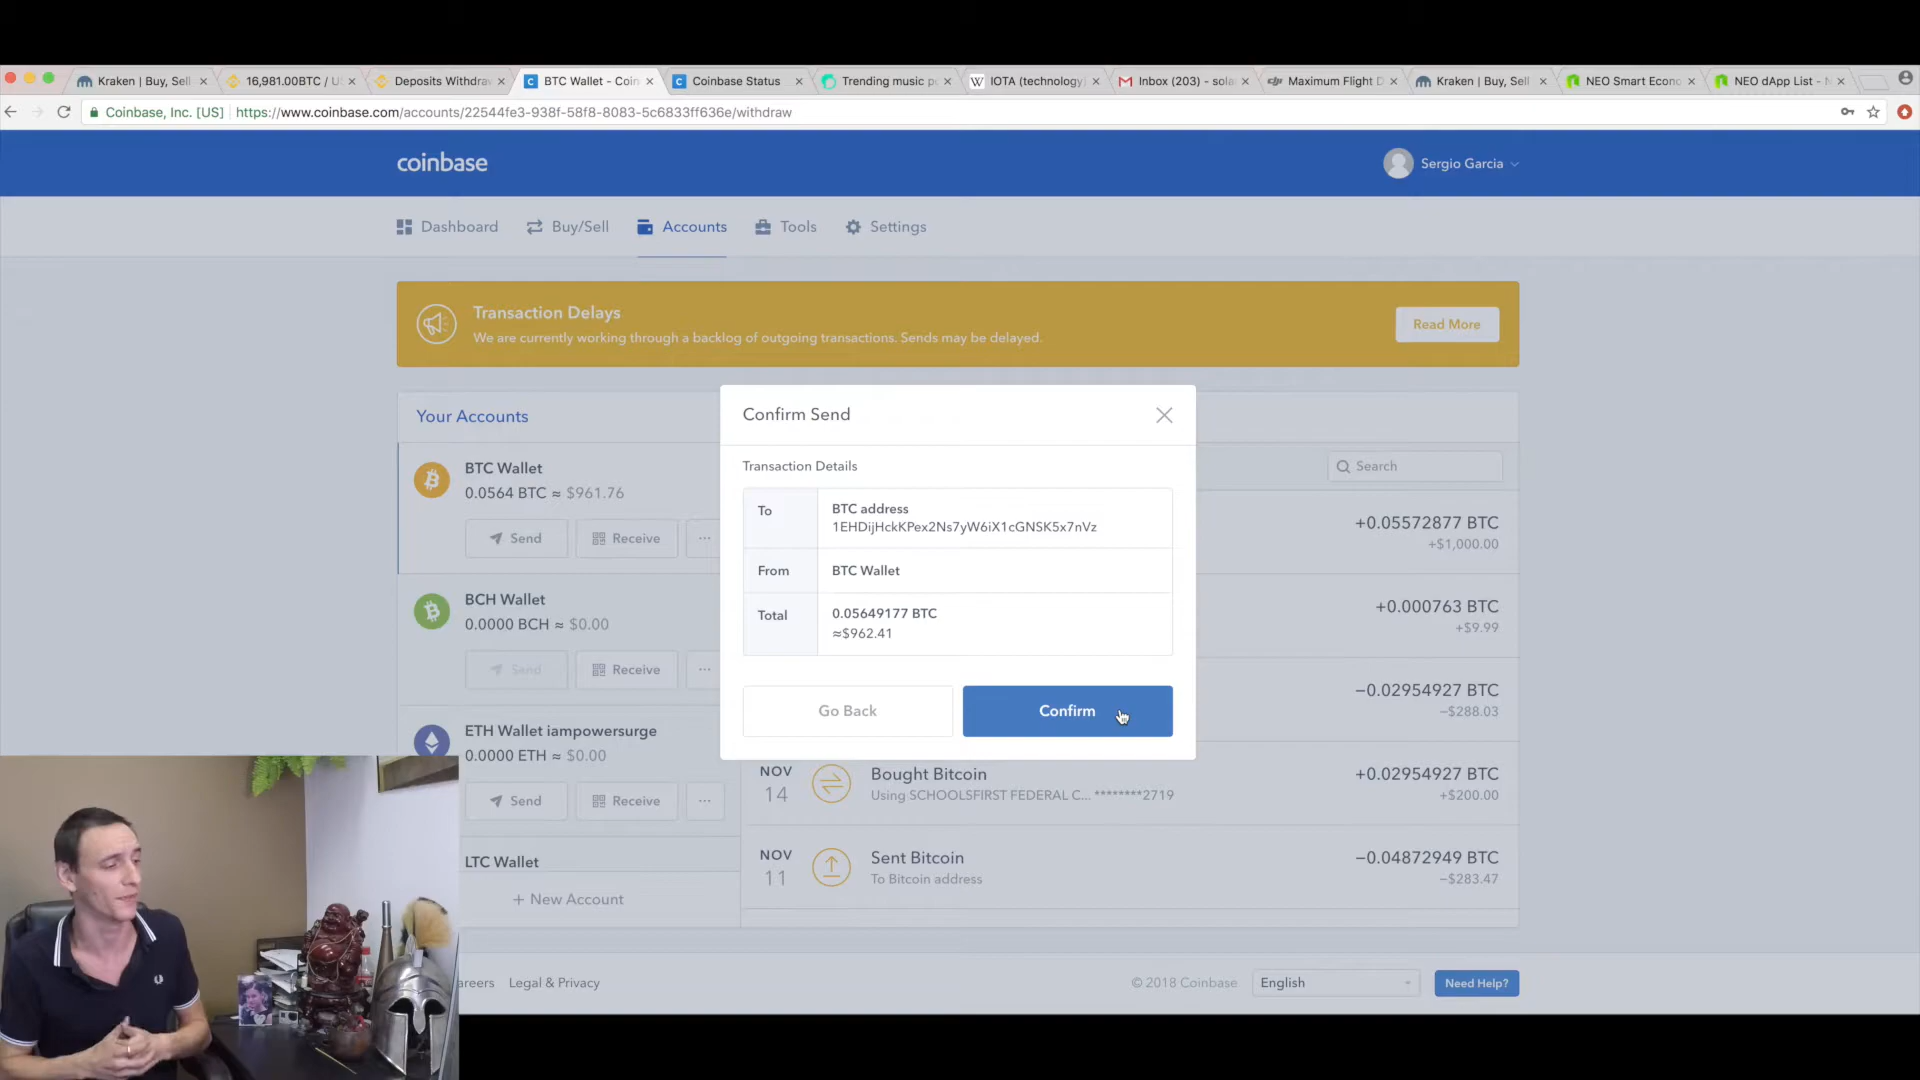 Kraken | Buy, Sell
16,981.00BTC / U
Deposits Withdraw
BTC Wallet - Coin
Coinbase Status
Trending music p
IOTA (technology)
Inbox (203) - sola
Maximum Flight D
Kraken | Buy, Sell
NEO Smart Econo
NEO dApp List - N
Coinbase, Inc. [US]
https://www.coinbase.com/accounts/22544fe3-938f-58f8-8083-5c6833ff636e/withdraw
coinbase
Sergio Garcia
Dashboard
Buy/Sell
Accounts
Tools
Settings
Transaction Delays
We are currently working through a backlog of outgoing transactions. Sends may be delayed.
Read More
Your Accounts
BTC Wallet
0.0564 BTC ≈ $961.76
Send
Receive
...
BCH Wallet
0.0000 BCH ≈ $0.00
Send
Receive
...
ETH Wallet iampowersurge
0.0000 ETH ≈ $0.00
Send
Receive
...
LTC Wallet
+ New Account
Confirm Send
Transaction Details
To
BTC address
1EHDijHckKPex2Ns7yW6iX1cGNSK5x7nVz
From
BTC Wallet
Total
0.05649177 BTC
≈$962.41
Go Back
Confirm
Search
+0.05572877 BTC
+$1,000.00
+0.000763 BTC
+$9.99
−0.02954927 BTC
−$288.03
NOV
14
Bought Bitcoin
Using SCHOOLSFIRST FEDERAL C... ********2719
+0.02954927 BTC
+$200.00
NOV
11
Sent Bitcoin
To Bitcoin address
−0.04872949 BTC
−$283.47
areers
Legal & Privacy
© 2018 Coinbase
English
Need Help?